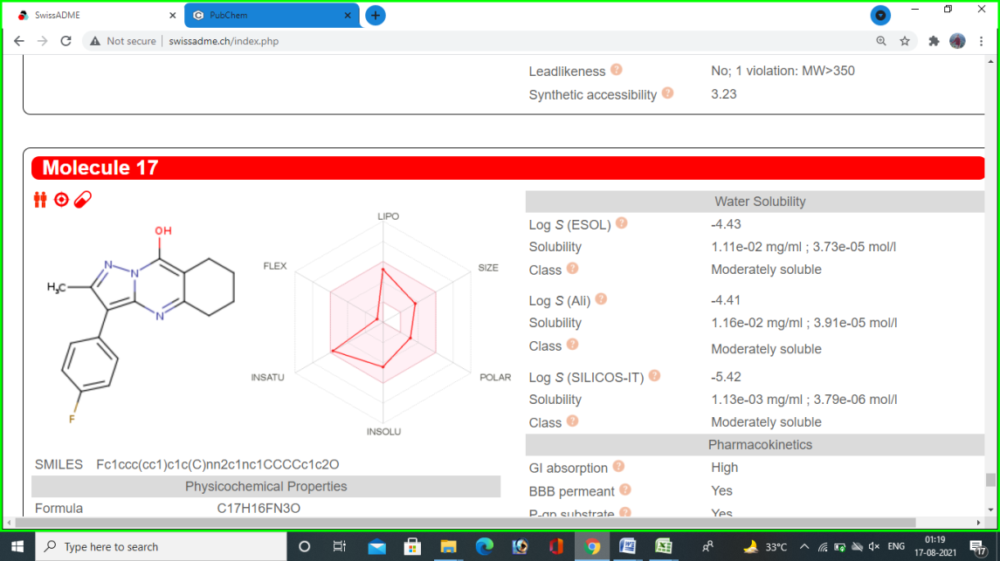 SwissADME
PubChem
Not secure
swissadme.ch/index.php
Leadlikeness ? No; 1 violation: MW>350
Synthetic accessibility ? 3.23
Molecule 17
OH
N
N
H3C
N
F
LIPO
FLEX
SIZE
INSATU
POLAR
INSOLU
SMILES Fc1ccc(cc1)c1c(C)nn2c1nc1CCCCc1c2O
Physicochemical Properties
Formula C17H16FN3O
Water Solubility
Log S (ESOL) ? -4.43
Solubility 1.11e-02 mg/ml ; 3.73e-05 mol/l
Class ? Moderately soluble
Log S (Ali) ? -4.41
Solubility 1.16e-02 mg/ml ; 3.91e-05 mol/l
Class ? Moderately soluble
Log S (SILICOS-IT) ? -5.42
Solubility 1.13e-03 mg/ml ; 3.79e-06 mol/l
Class ? Moderately soluble
Pharmacokinetics
GI absorption ? High
BBB permeant ? Yes
P-gp substrate ? Yes
Type here to search
33°C
ENG
01:19
17-08-2021
17